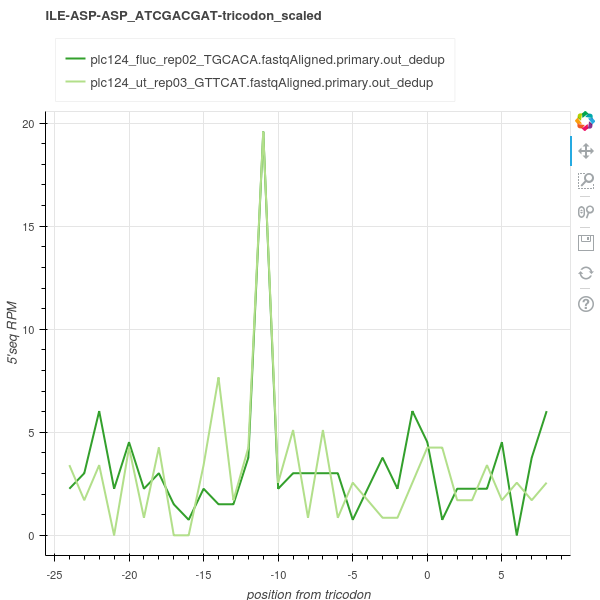 ILE-ASP-ASP_ATCGACGAT-tricodon_scaled
plc124_fluc_rep02_TGCACA.fastqAligned.primary.out_dedup
plc124_ut_rep03_GTTCAT.fastqAligned.primary.out_dedup
20
15
10
5
0
5'seq RPM
-25 -20 -15 -10 -5 0 5
position from tricodon